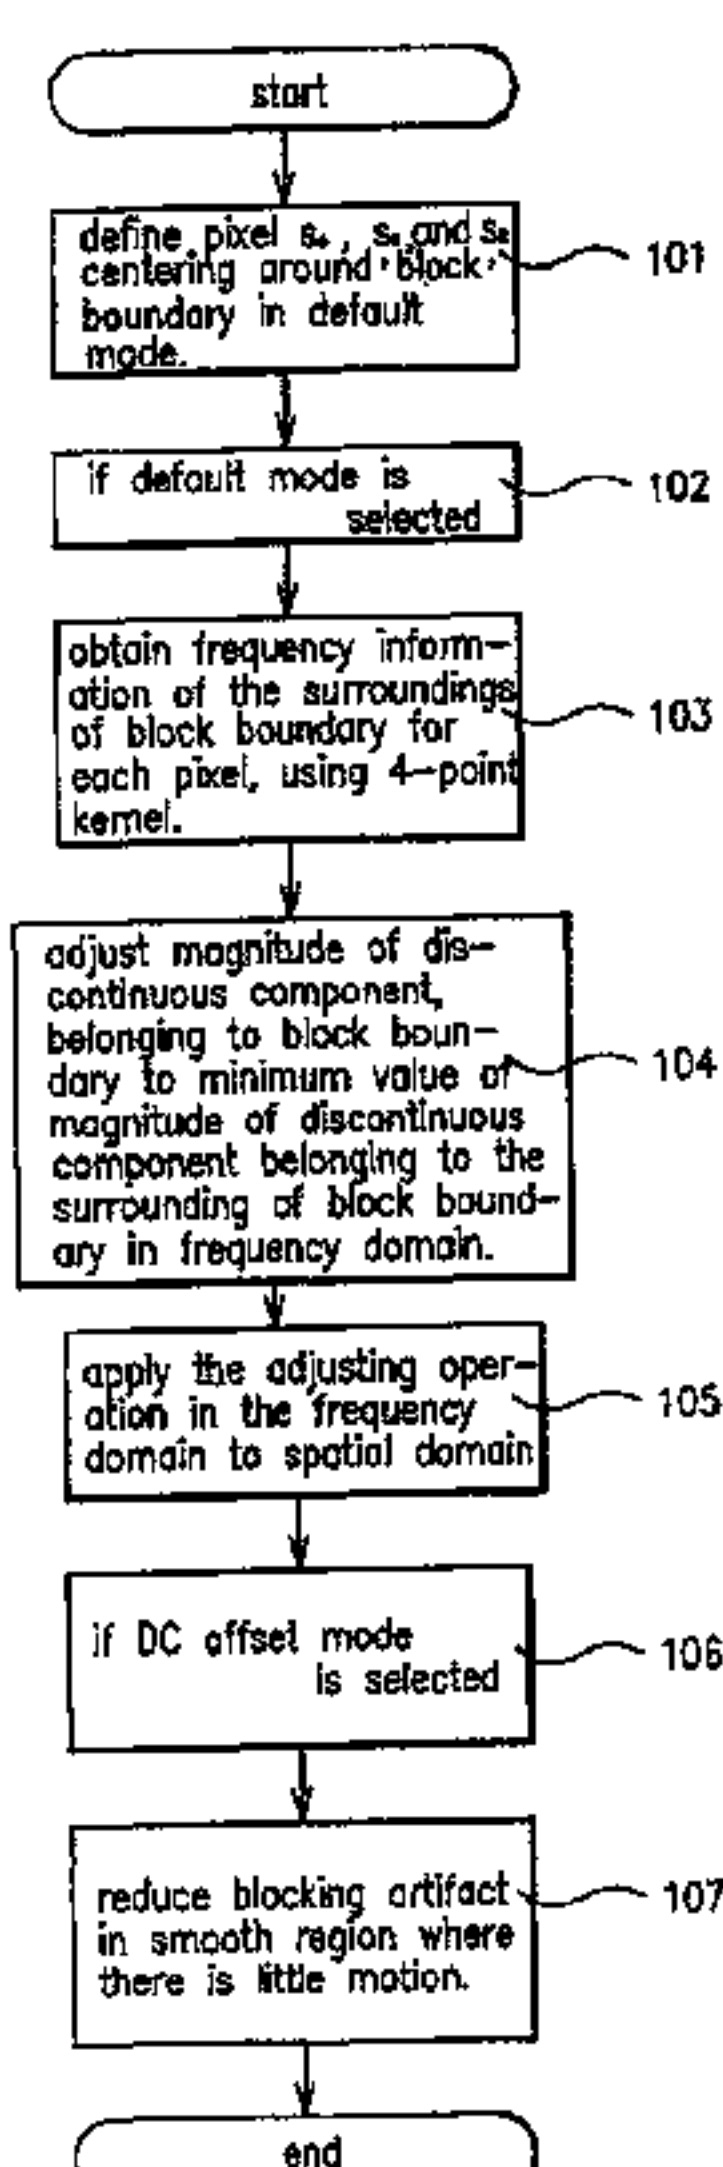 start
define pixel s₀, s₁, and s₂
centering around block
boundary in default
mode.
101
if default mode is
selected
102
obtain frequency inform-
ation of the surroundings
of block boundary for
each pixel, using 4-point
kernel.
103
adjust magnitude of dis-
continuous component,
belonging to block boun-
dary to minimum value of
magnitude of discontinuous
component belonging to the
surrounding of block bound-
ary in frequency domain.
104
apply the adjusting oper-
ation in the frequency
domain to spatial domain
105
if DC offset mode
is selected
106
reduce blocking artifact
in smooth region where
there is little motion.
107
end